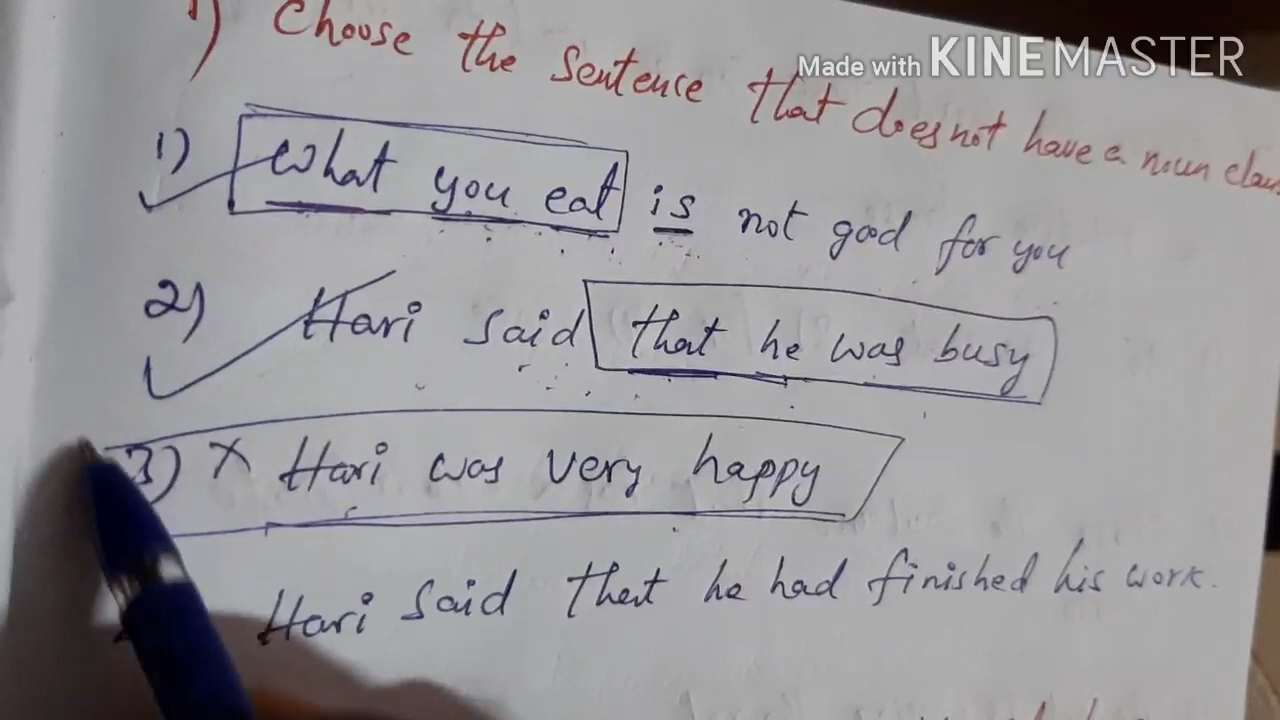 Made with KINEMASTER
1) Choose the sentence that does not have a noun clau
1) What you eat is not good for you
2) Hari said that he was busy
3) x Hari was very happy
Hari said that he had finished his work.